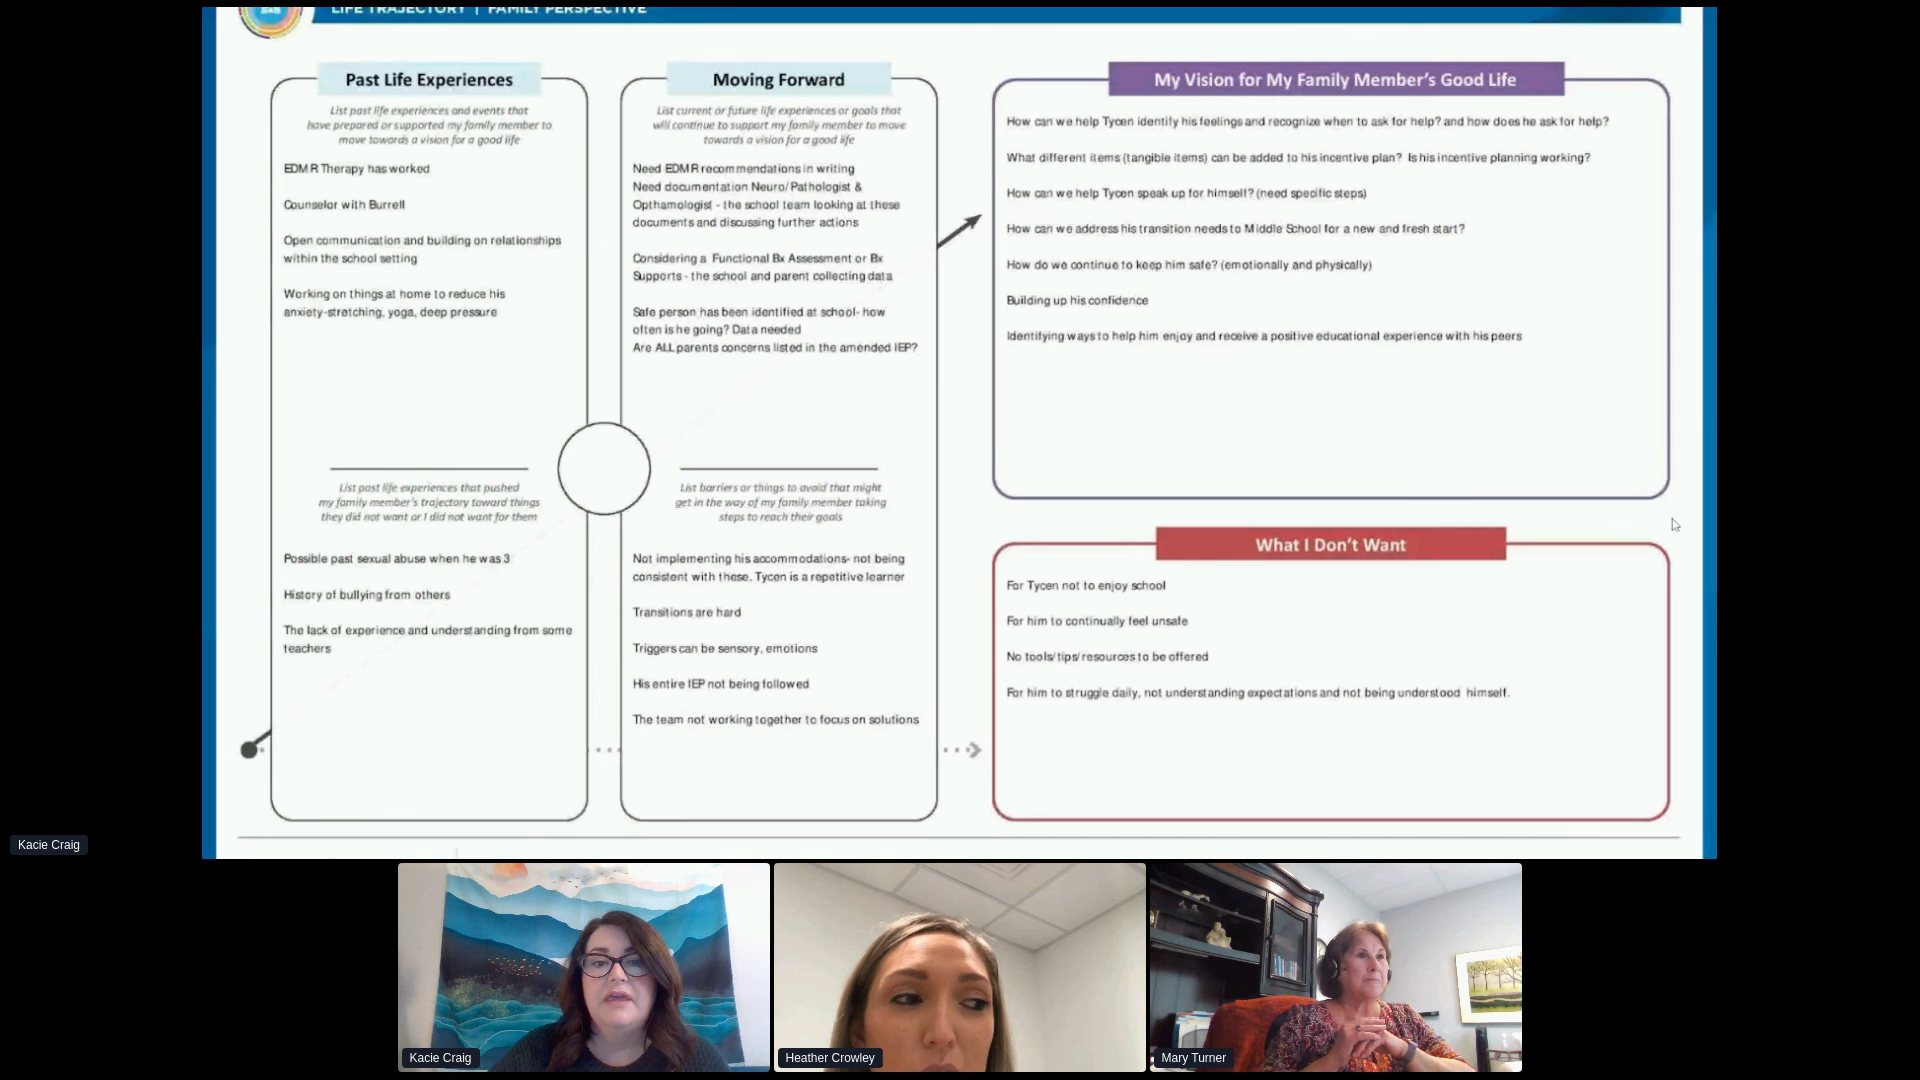 LIFE TRAJECTORY | FAMILY PERSPECTIVE
Past Life Experiences
List past life experiences and events that
have prepared or supported my family member to
move towards a vision for a good life
EDMR Therapy has worked
Counselor with Burrell
Open communication and building on relationships
within the school setting
Working on things at home to reduce his
anxiety-stretching, yoga, deep pressure
List past life experiences that pushed
my family member's trajectory toward things
they did not want or I did not want for them
Possible past sexual abuse when he was 3
History of bullying from others
The lack of experience and understanding from some
teachers
Moving Forward
List current or future life experiences or goals that
will continue to support my family member to move
towards a vision for a good life
Need EDMR recommendations in writing
Need documentation Neuro/Pathologist &
Opthamologist - the school team looking at these
documents and discussing further actions
Considering a Functional Bx Assessment or Bx
Supports - the school and parent collecting data
Safe person has been identified at school- how
often is he going? Data needed
Are ALL parents concerns listed in the amended IEP?
List barriers or things to avoid that might
get in the way of my family member taking
steps to reach their goals
Not implementing his accommodations- not being
consistent with these, Tycen is a repetitive learner
Transitions are hard
Triggers can be sensory, emotions
His entire IEP not being followed
The team not working together to focus on solutions
My Vision for My Family Member's Good Life
How can we help Tycen identify his feelings and recognize when to ask for help? and how does he ask for help?
What different items (tangible items) can be added to his incentive plan? Is his incentive planning working?
How can we help Tycen speak up for himself? (need specific steps)
How can we address his transition needs to Middle School for a new and fresh start?
How do we continue to keep him safe? (emotionally and physically)
Building up his confidence
Identifying ways to help him enjoy and receive a positive educational experience with his peers
What I Don't Want
For Tycen not to enjoy school
For him to continually feel unsafe
No tools/tips/resources to be offered
For him to struggle daily, not understanding expectations and not being understood himself.
Kacie Craig
Kacie Craig
Heather Crowley
Mary Turner